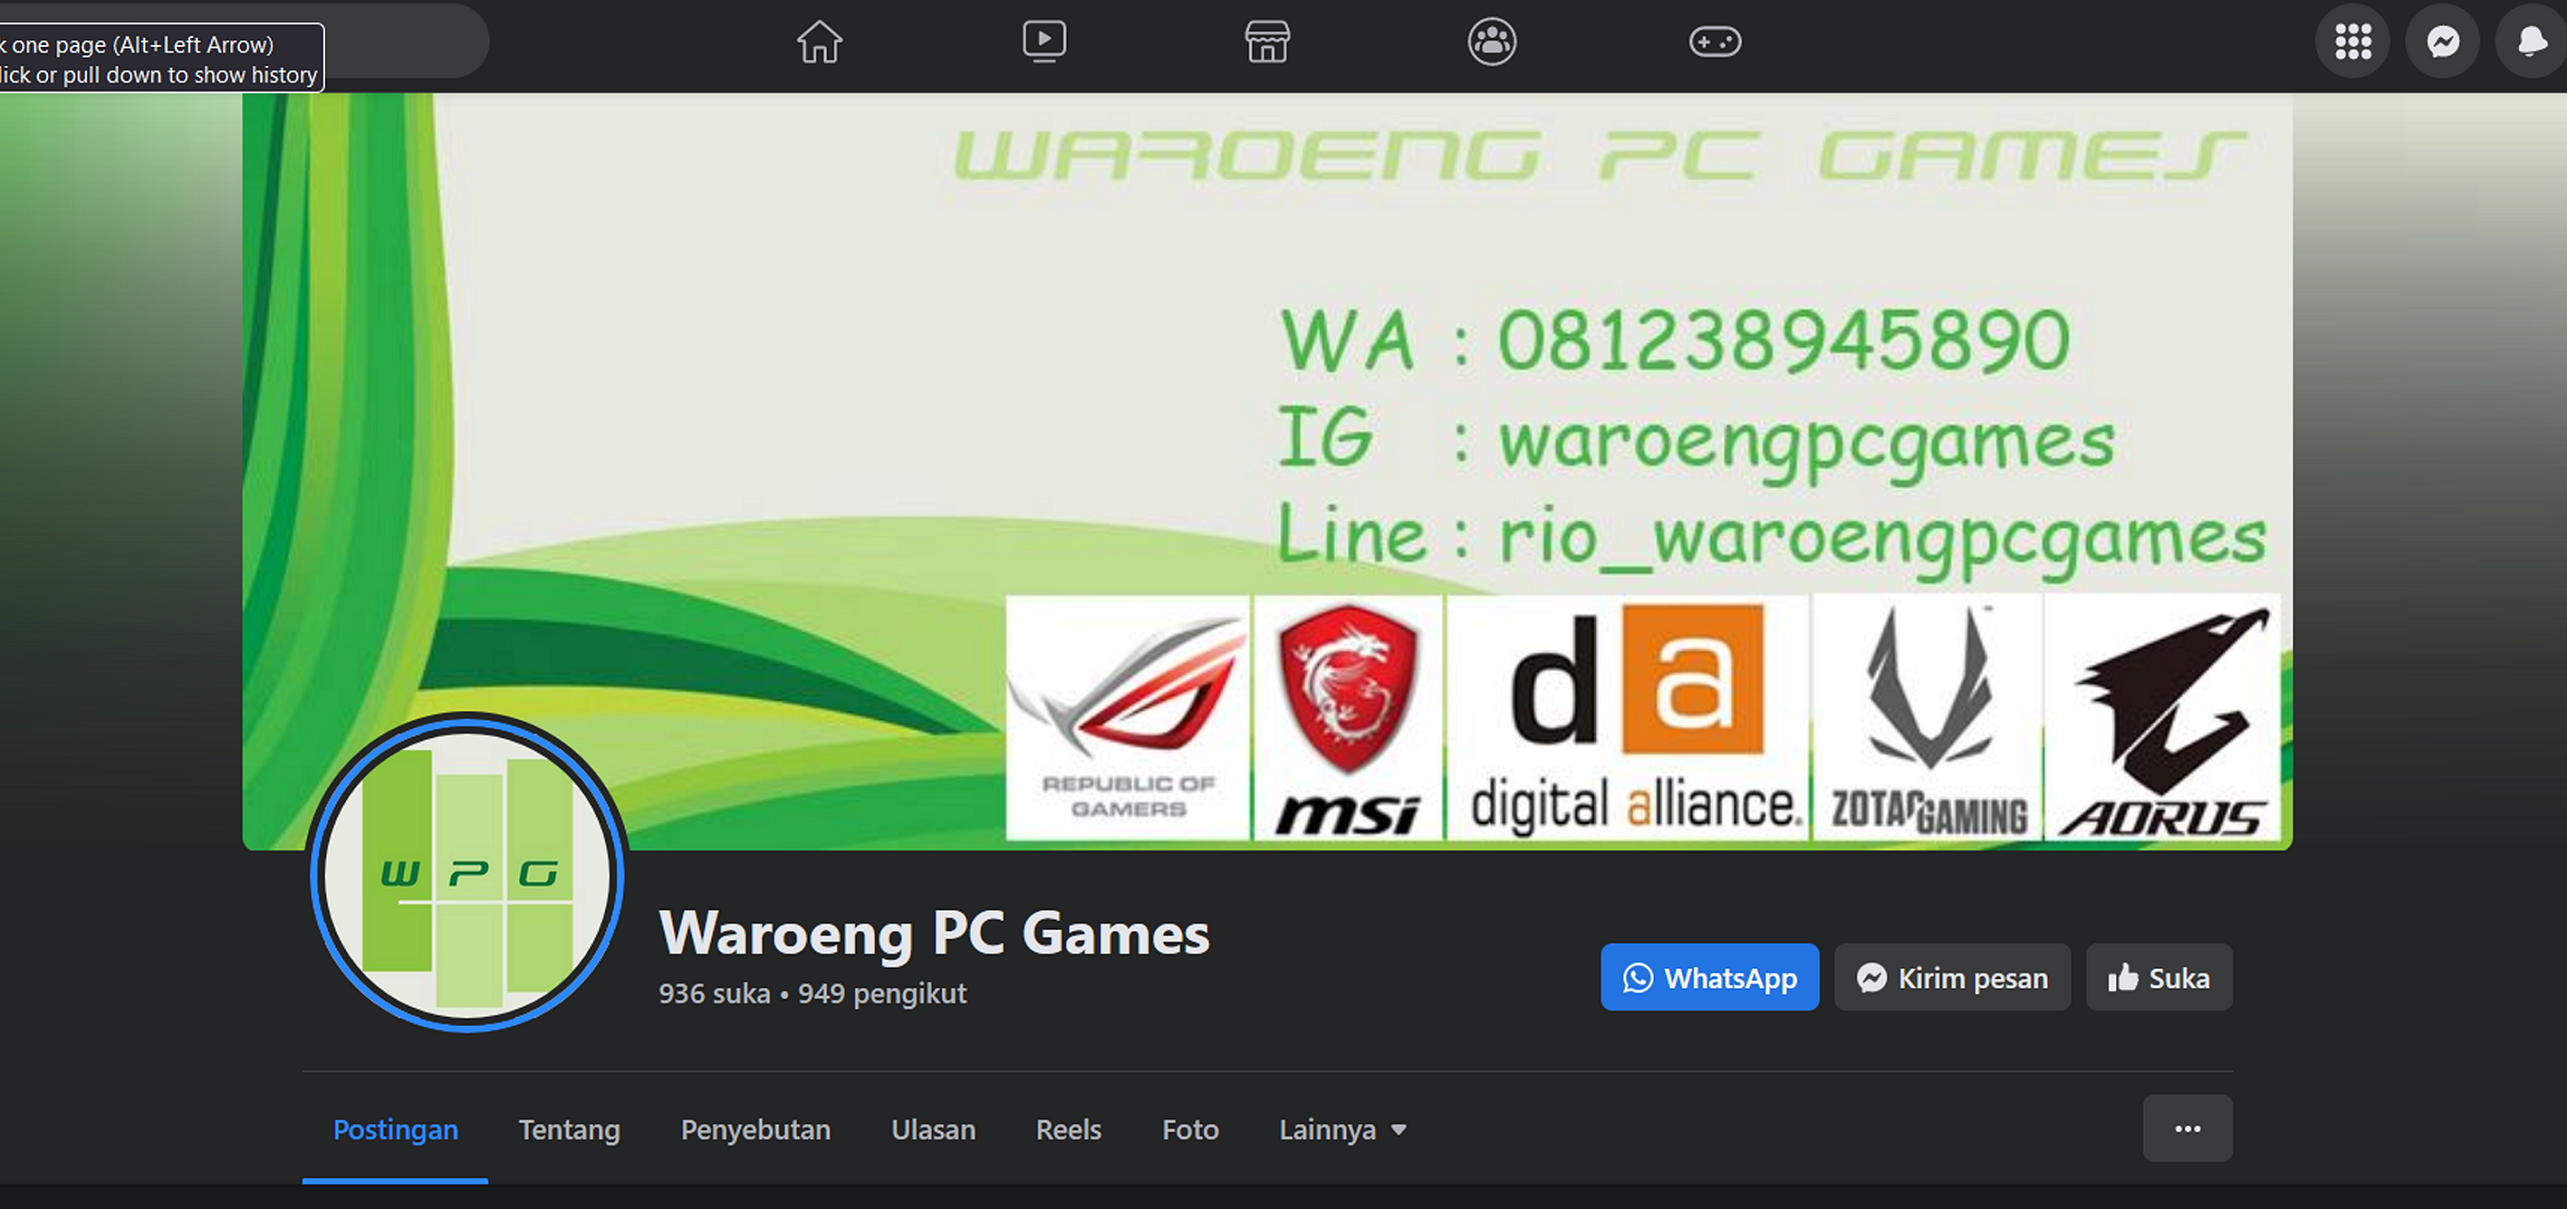 k one page (Alt+Left Arrow)
lick or pull down to show history
WAROENG PC GAMES
WA : 081238945890
IG : waroengpcgames
Line : rio_waroengpcgames
REPUBLIC OF
GAMERS
msi
da
digital alliance.
ZOTAC GAMING
AORUS
W P G
Waroeng PC Games
936 suka • 949 pengikut
WhatsApp
Kirim pesan
Suka
Postingan
Tentang
Penyebutan
Ulasan
Reels
Foto
Lainnya